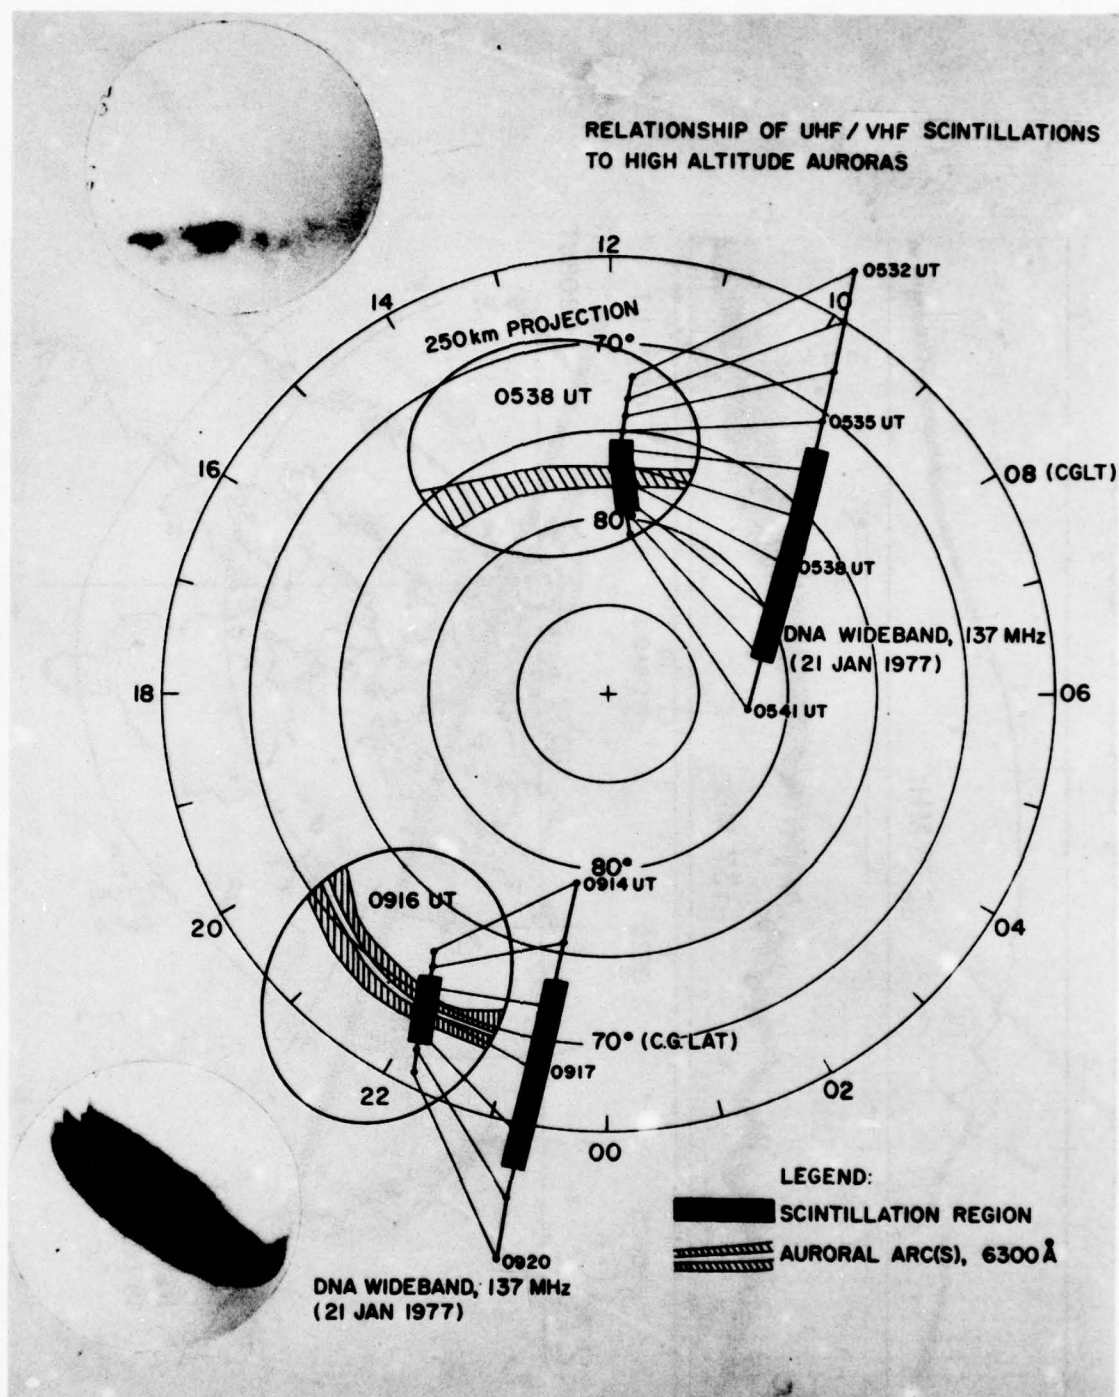 RELATIONSHIP OF UHF/VHF SCINTILLATIONS
TO HIGH ALTITUDE AURORAS
12
0532 UT
14
10
250km PROJECTION
70°
0538 UT
0535 UT
16
08 (CGLT)
80
0538 UT
DNA WIDEBAND, 137 MHz
(21 JAN 1977)
18
06
0541 UT
80°
0914 UT
0916 UT
20
04
70° (C.G. LAT)
0917
22
02
00
LEGEND:
SCINTILLATION REGION
AURORAL ARC(S), 6300Å
0920
DNA WIDEBAND, 137 MHz
(21 JAN 1977)